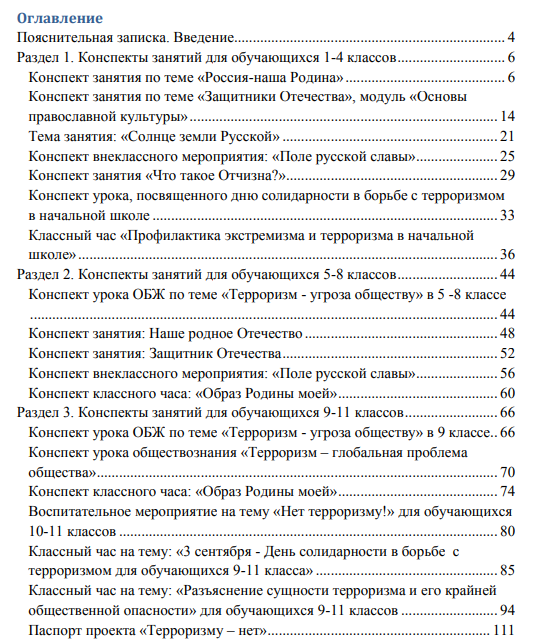 Оглавление
Пояснительная записка. Введение........................................................................ 4
Раздел 1. Конспекты занятий для обучающихся 1-4 классов........................... 6
Конспект занятия по теме «Россия-наша Родина» .......................................... 6
Конспект занятия по теме «Защитники Отечества», модуль «Основы
православной культуры» ................................................................................. 14
Тема занятия: «Солнце земли Русской» ........................................................ 21
Конспект внеклассного мероприятия: «Поле русской славы»...................... 25
Конспект занятия «Что такое Отчизна?»........................................................ 29
Конспект урока, посвященного дню солидарности в борьбе с терроризмом
в начальной школе ........................................................................................... 33
Классный час «Профилактика экстремизма и терроризма в начальной
школе» ............................................................................................................... 36
Раздел 2. Конспекты занятий для обучающихся 5-8 классов.......................... 44
Конспект урока ОБЖ по теме «Терроризм - угроза обществу» в 5 -8 классе
............................................................................................................................ 44
Конспект занятия: Наше родное Отечество ................................................... 48
Конспект занятия: Защитник Отечества......................................................... 52
Конспект внеклассного мероприятия: «Поле русской славы»...................... 56
Конспект классного часа: «Образ Родины моей».......................................... 60
Раздел 3. Конспекты занятий для обучающихся 9-11 классов........................ 66
Конспект урока ОБЖ по теме «Терроризм - угроза обществу» в 9 классе.. 66
Конспект урока обществознания «Терроризм – глобальная проблема
общества».......................................................................................................... 70
Конспект классного часа: «Образ Родины моей».......................................... 74
Воспитательное мероприятие на тему «Нет терроризму!» для обучающихся
10-11 классов .................................................................................................... 80
Классный час на тему: «3 сентября - День солидарности в борьбе с
терроризмом для обучающихся 9-11 класса» ................................................ 85
Классный час на тему: «Разъяснение сущности терроризма и его крайней
общественной опасности» для обучающихся 9-11 классов ......................... 94
Паспорт проекта «Терроризму – нет»........................................................... 111